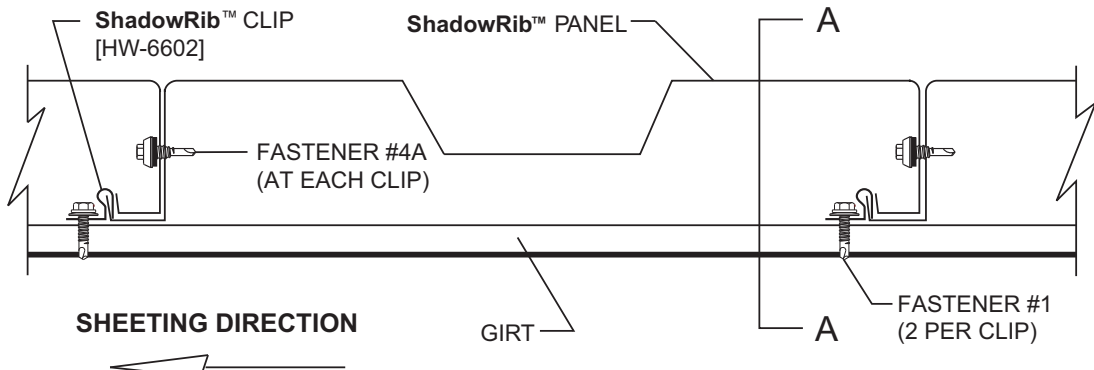 ShadowRib™ CLIP
[HW-6602]
ShadowRib™ PANEL
A
FASTENER #4A
(AT EACH CLIP)
FASTENER #1
(2 PER CLIP)
SHEETING DIRECTION
GIRT
A